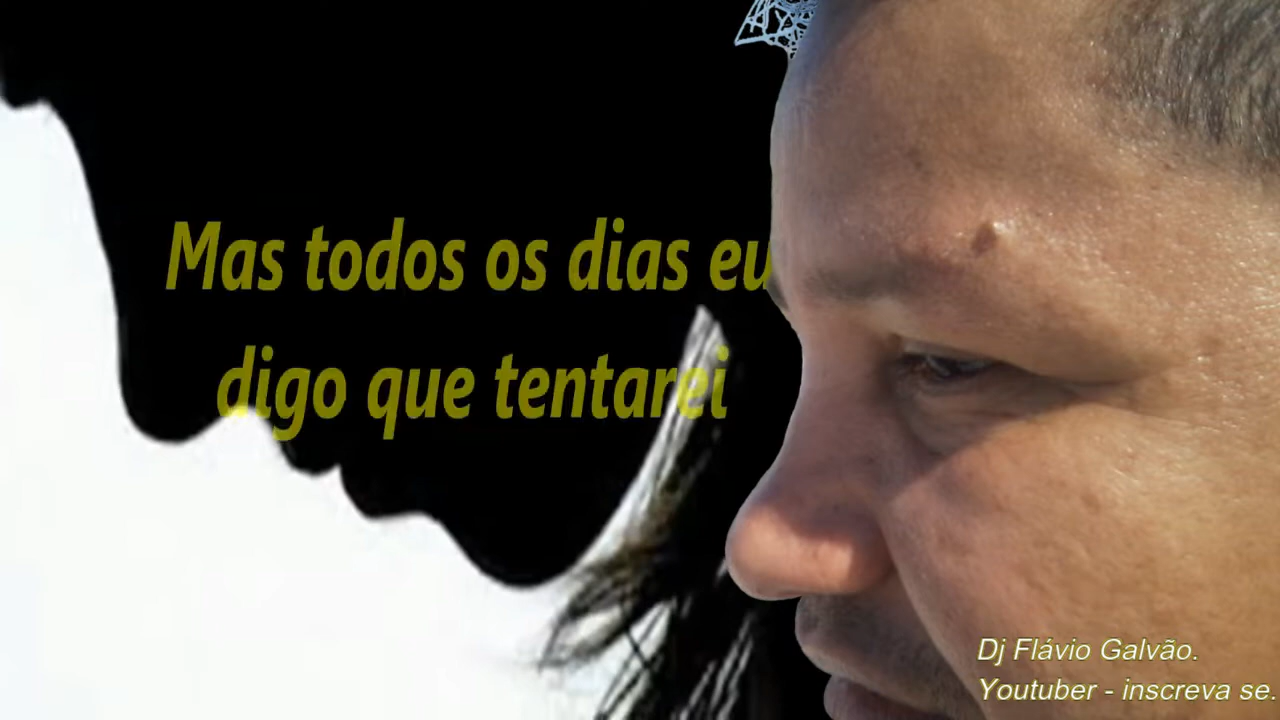 Mas todos os dias eu
digo que tentarei
Dj Flávio Galvão.
Youtuber - inscreva se.